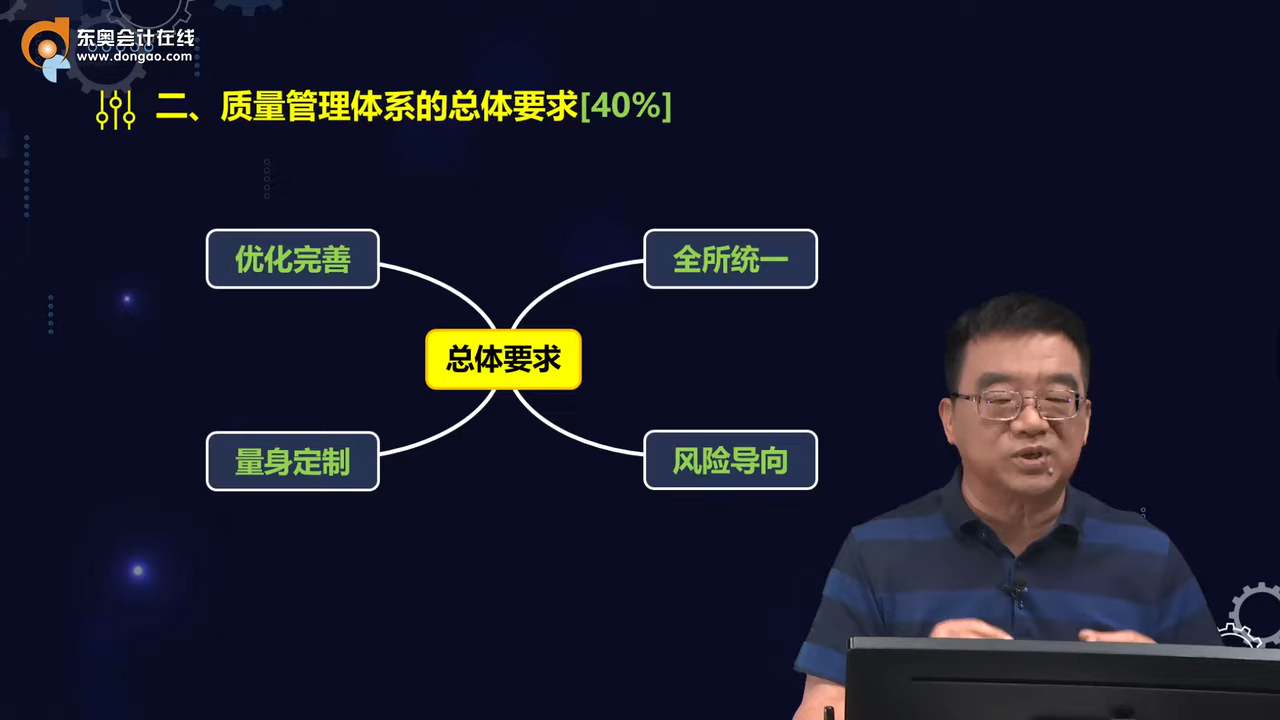 东奥会计在线
www.dongao.com
二、质量管理体系的总体要求[40%]
优化完善
全所统一
总体要求
量身定制
风险导向